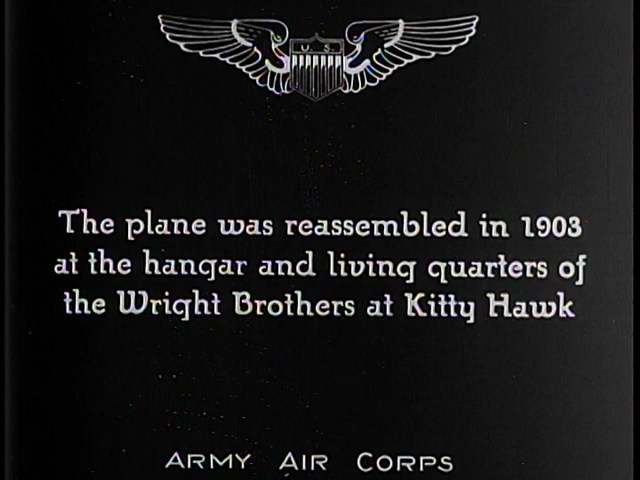 U. S.
The plane was reassembled in 1903
at the hangar and living quarters of
the Wright Brothers at Kitty Hawk
ARMY AIR CORPS